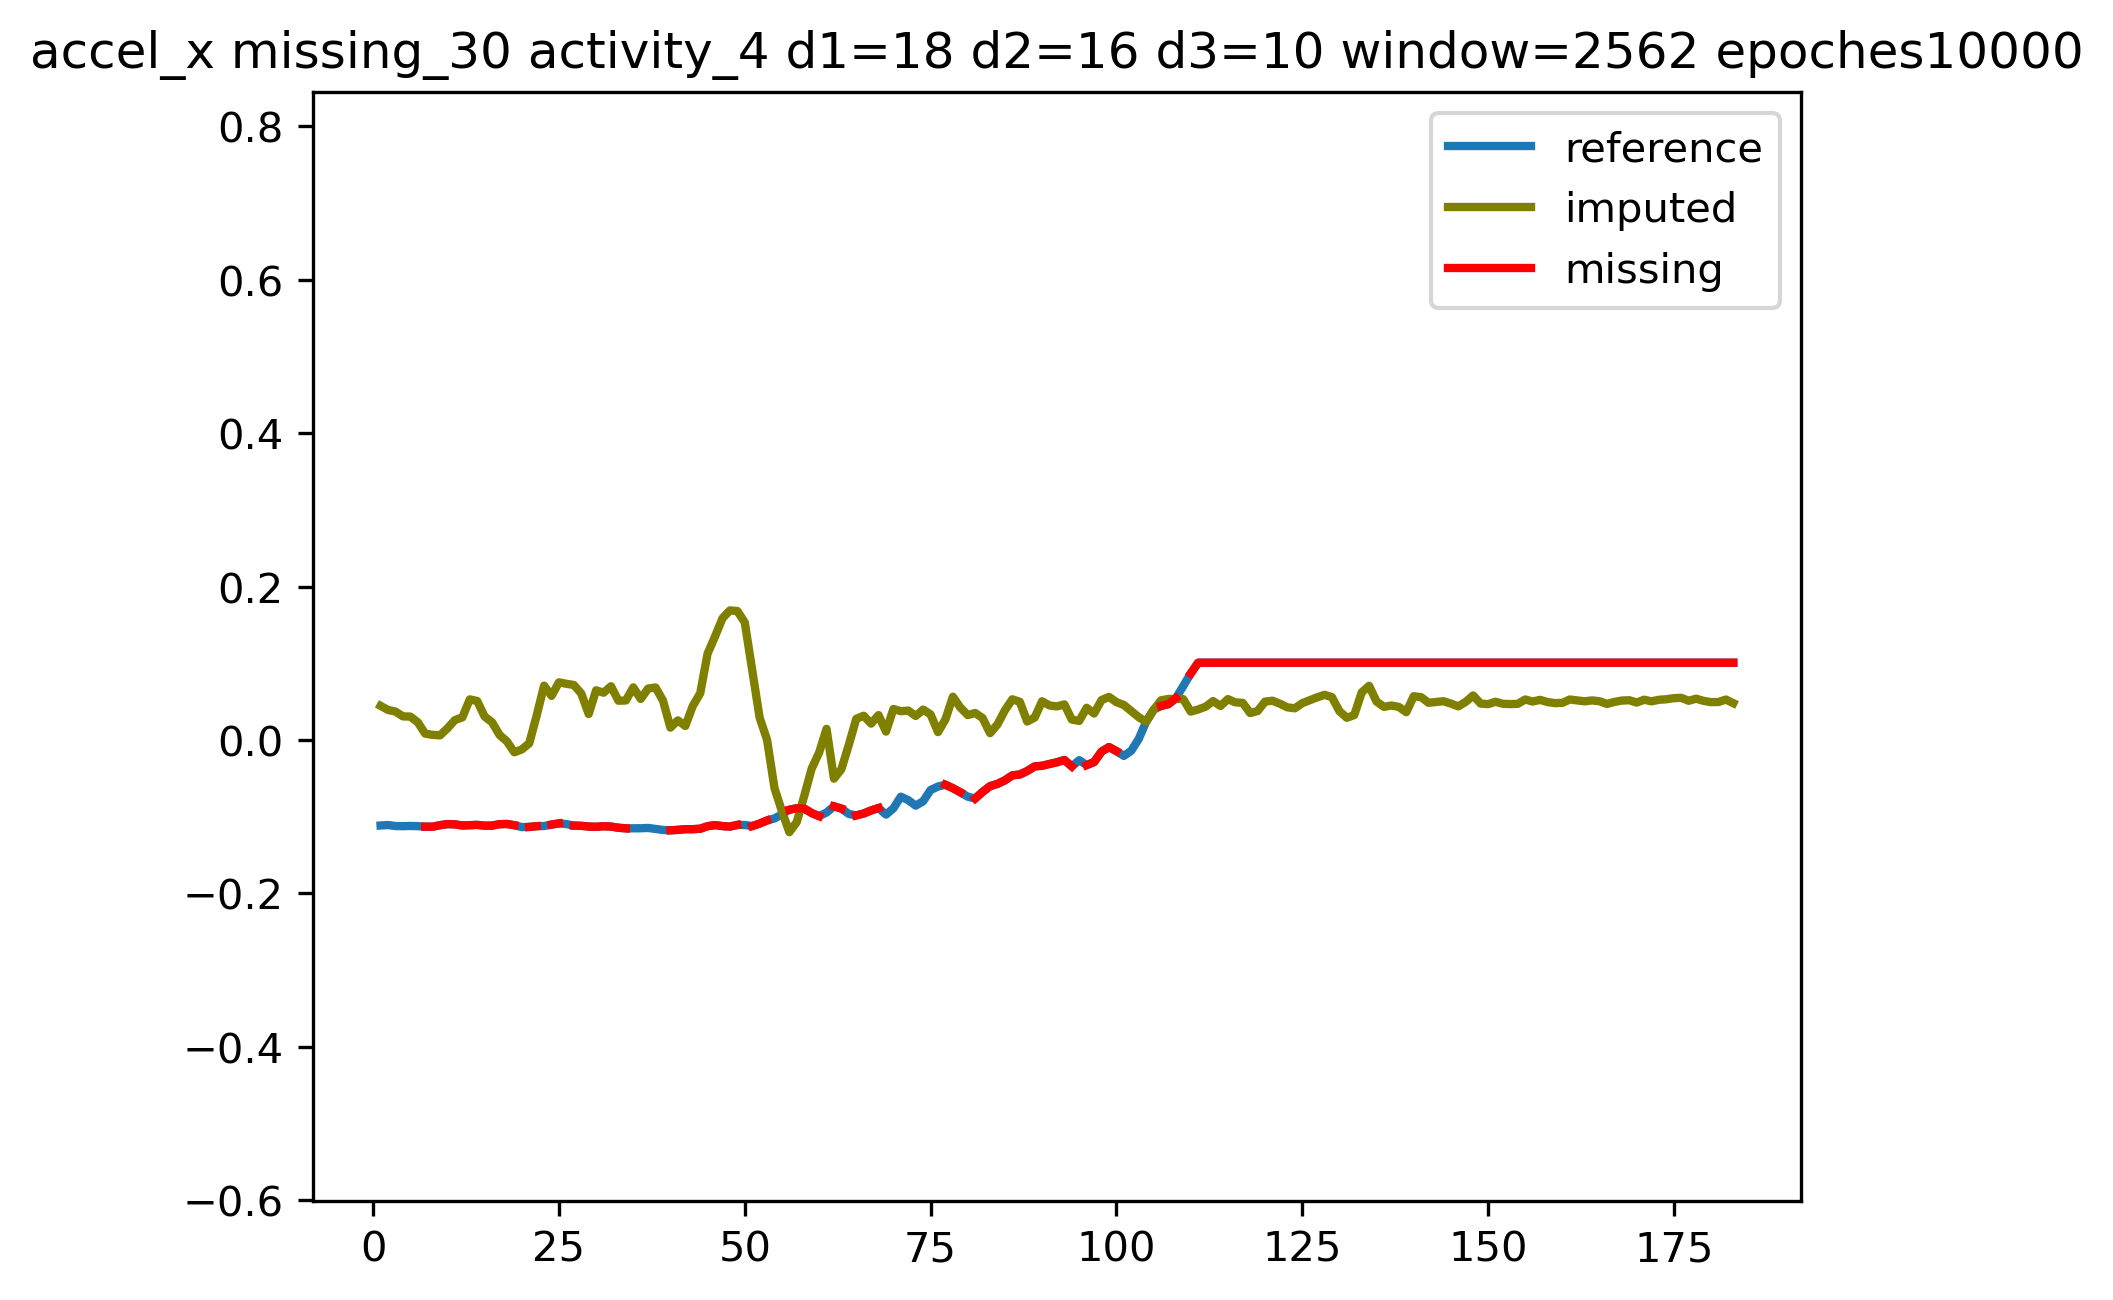 accel_x missing_30 activity_4 d1=18 d2=16 d3=10 window=2562 epoches10000
reference
imputed
missing
0.8
0.6
0.4
0.2
0.0
−0.2
−0.4
−0.6
0 25 50 75 100 125 150 175